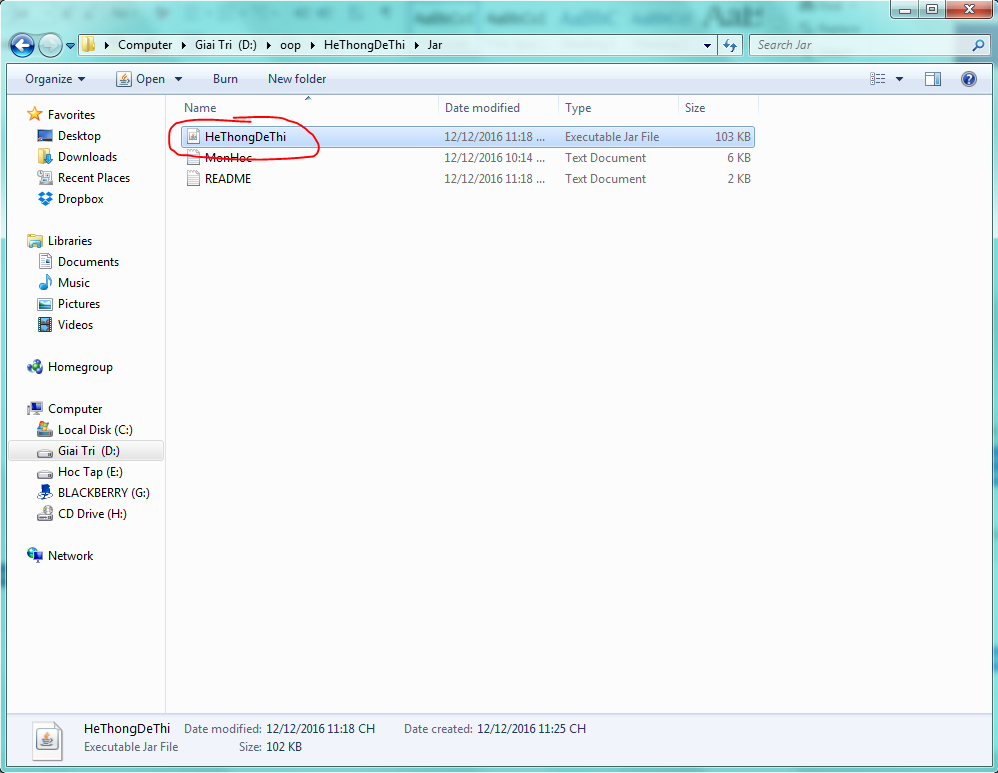 Computer Giai Tri (D:) oop HeThongDeThi Jar Search Jar
Organize Open Burn New folder
Name Date modified Type Size
HeThongDeThi 12/12/2016 11:18 ... Executable Jar File 103 KB
MonHoc 12/12/2016 10:14 ... Text Document 6 KB
README 12/12/2016 11:18 ... Text Document 2 KB
Favorites
Desktop
Downloads
Recent Places
Dropbox
Libraries
Documents
Music
Pictures
Videos
Homegroup
Computer
Local Disk (C:)
Giai Tri (D:)
Hoc Tap (E:)
BLACKBERRY (G:)
CD Drive (H:)
Network
HeThongDeThi Date modified: 12/12/2016 11:18 CH Date created: 12/12/2016 11:25 CH
Executable Jar File Size: 102 KB